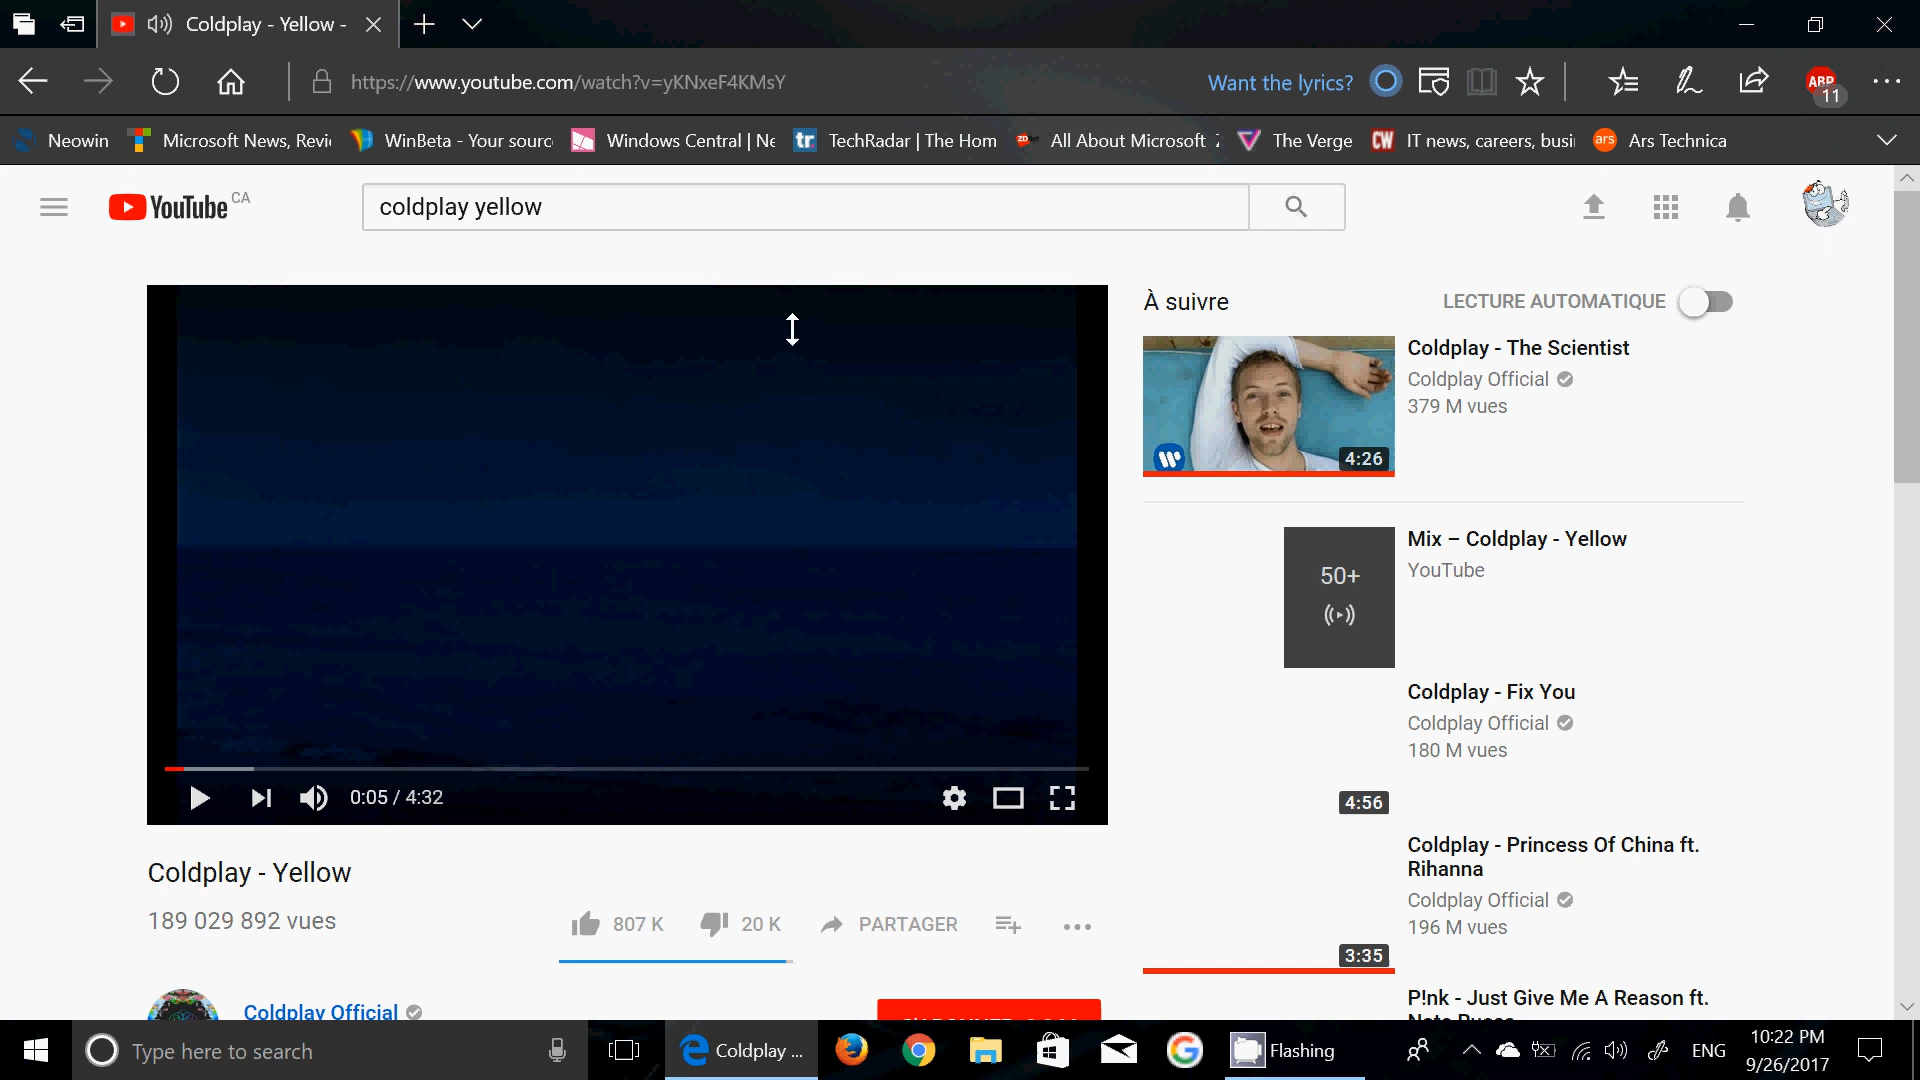 Coldplay - Yellow -
https://www.youtube.com/watch?v=yKNxeF4KMsY
Want the lyrics?
ABP
11
Neowin
Microsoft News, Revi
WinBeta - Your sourc
Windows Central | Ne
tr
TechRadar | The Hom
All About Microsoft
The Verge
CW
IT news, careers, busi
ars
Ars Technica
YouTube CA
coldplay yellow
À suivre
LECTURE AUTOMATIQUE
Coldplay - The Scientist
Coldplay Official
379 M vues
4:26
Mix – Coldplay - Yellow
YouTube
50+
Coldplay - Fix You
Coldplay Official
180 M vues
4:56
Coldplay - Princess Of China ft.
Rihanna
Coldplay Official
196 M vues
3:35
P!nk - Just Give Me A Reason ft.
0:05 / 4:32
Coldplay - Yellow
189 029 892 vues
807 K
20 K
PARTAGER
Coldplay Official
Type here to search
Coldplay ...
Flashing
ENG
10:22 PM
9/26/2017